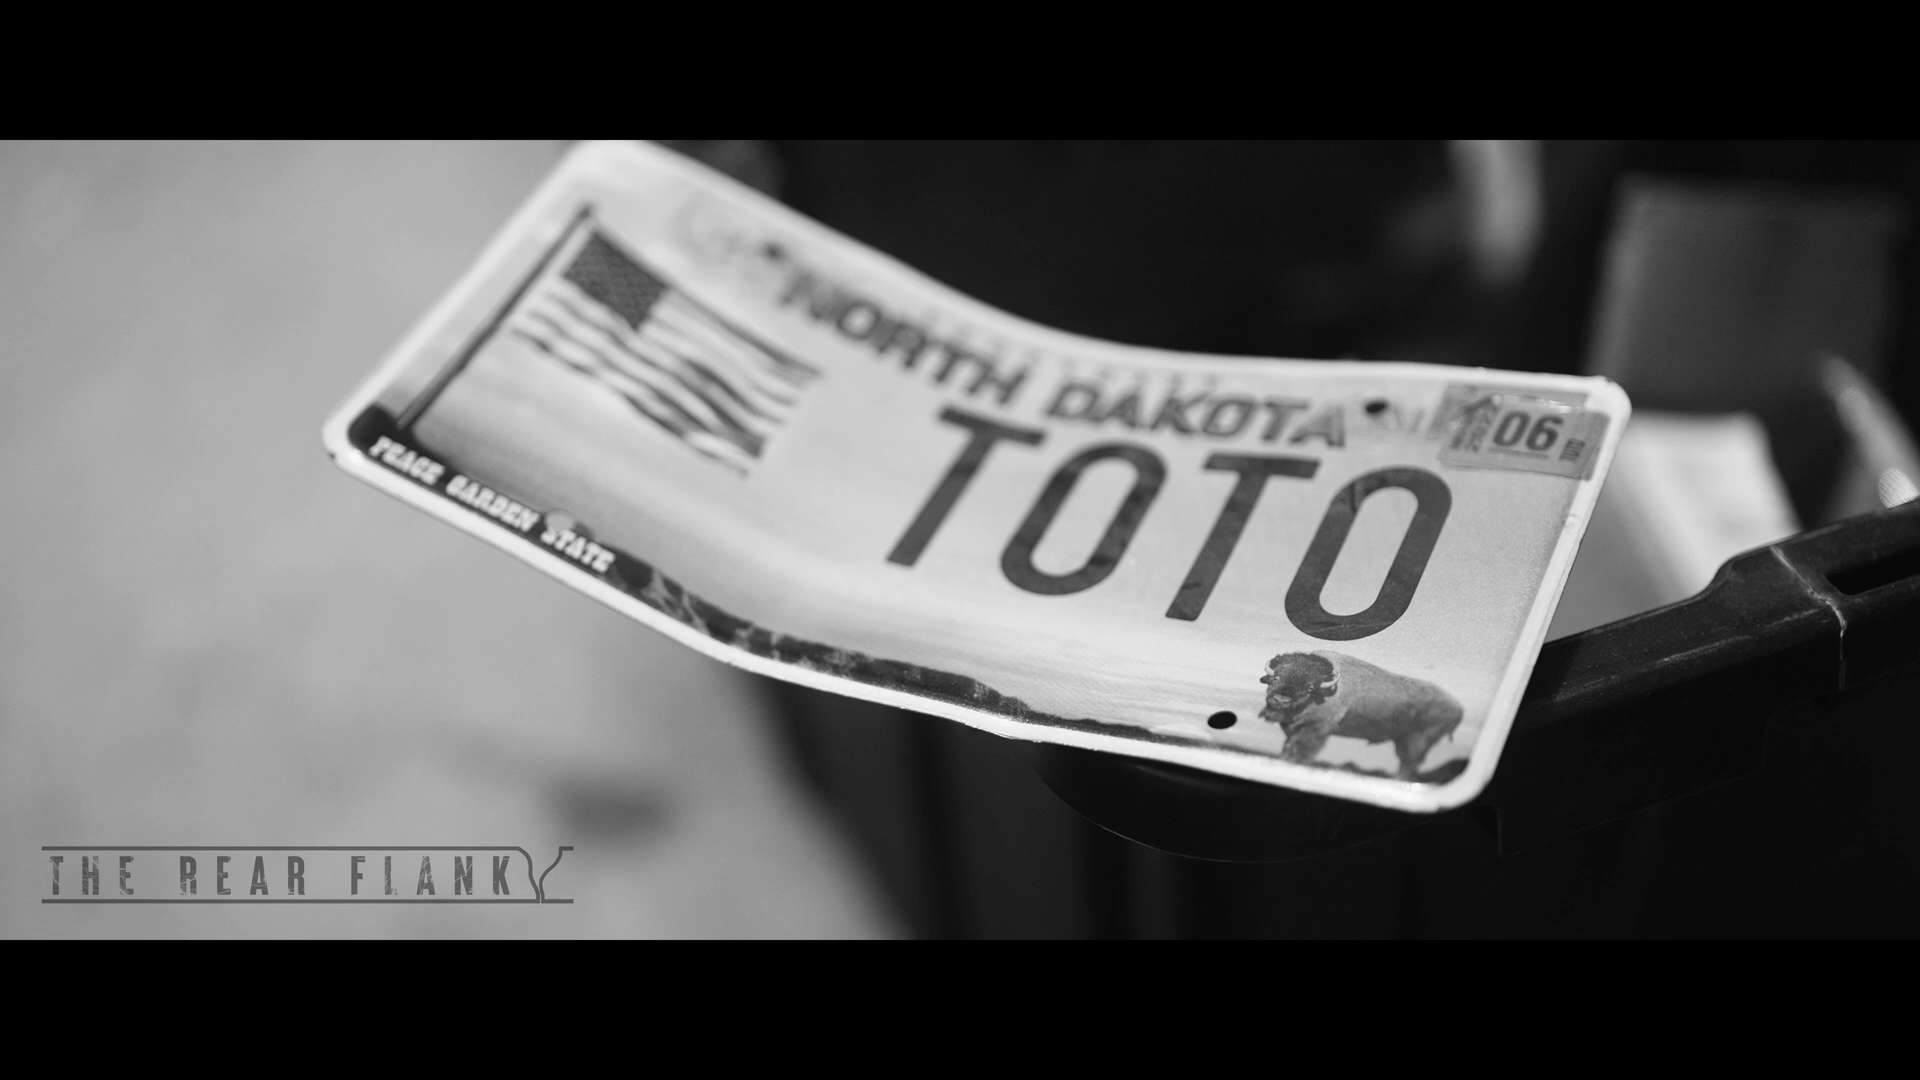 NORTH DAKOTA
06
TOTO
PEACE GARDEN STATE
THE REAR FLANK